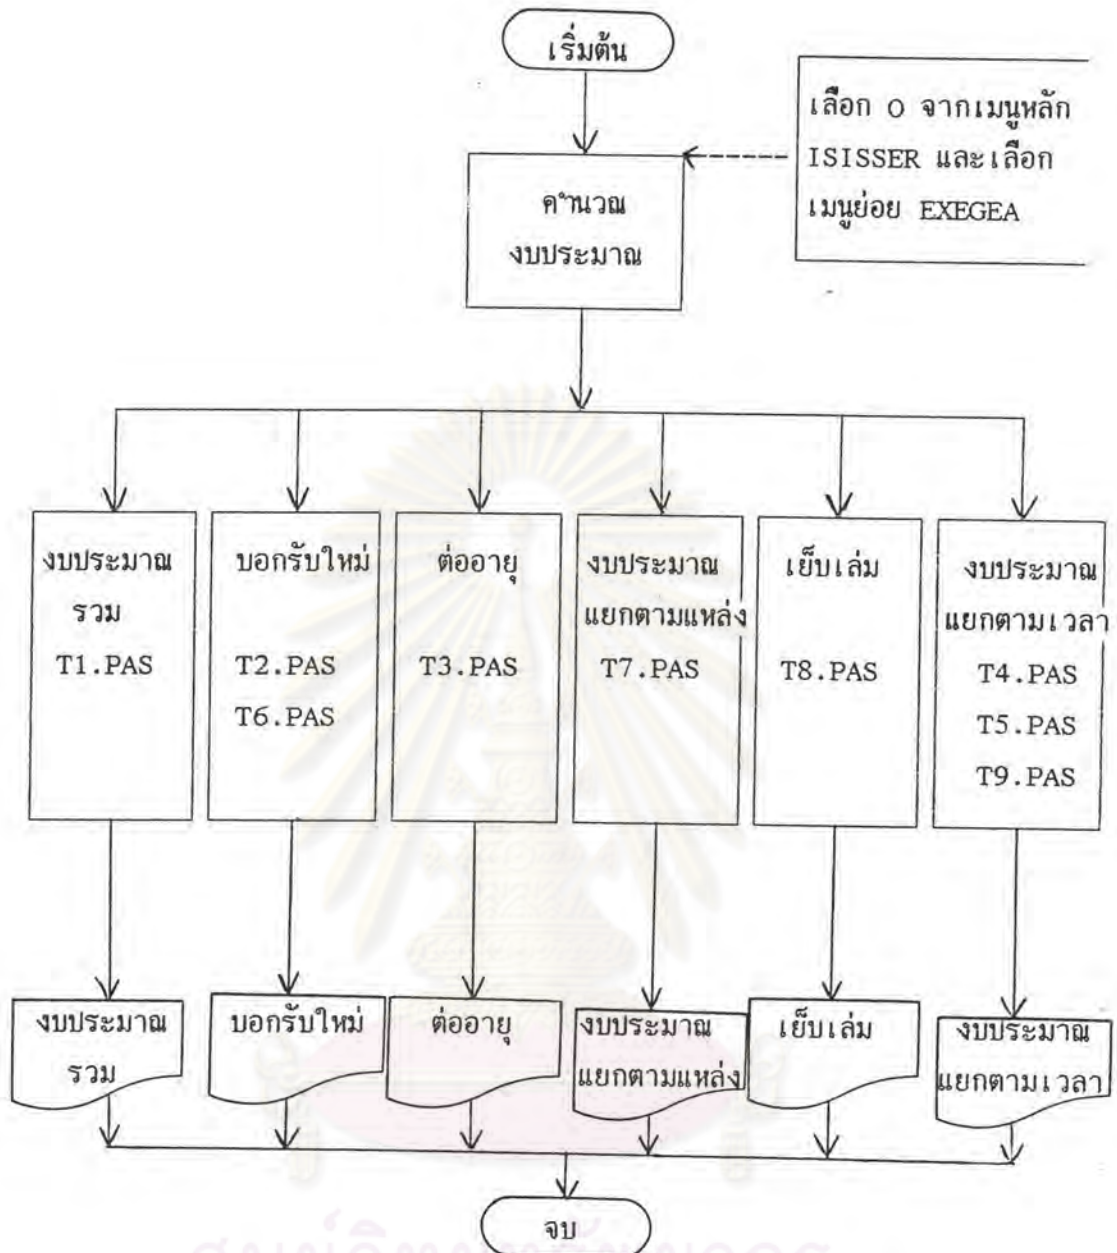 เริ่มต้น
เลือก O จากเมนูหลัก
ISISSER และเลือก
เมนูย่อย EXEGEA
คำนวณ
งบประมาณ
งบประมาณ
รวม
T1.PAS
บอกรับใหม่
T2.PAS
T6.PAS
ต่ออายุ
T3.PAS
งบประมาณ
แยกตามแหล่ง
T7.PAS
เย็บเล่ม
T8.PAS
งบประมาณ
แยกตามเวลา
T4.PAS
T5.PAS
T9.PAS
งบประมาณ
รวม
บอกรับใหม่
ต่ออายุ
งบประมาณ
แยกตามแหล่ง
เย็บเล่ม
งบประมาณ
แยกตามเวลา
จบ